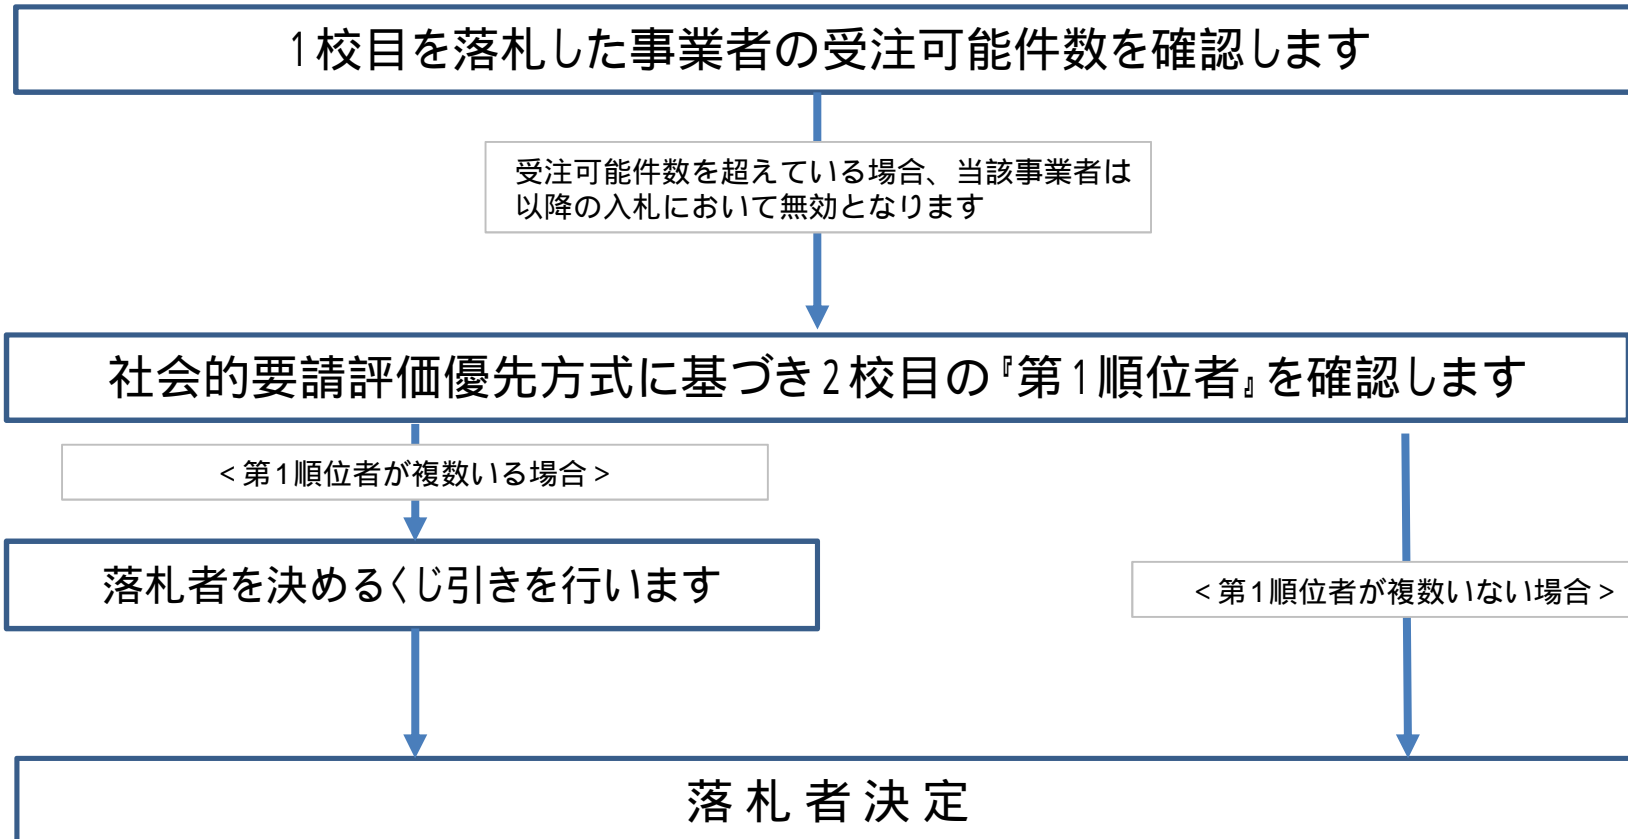 1校目を落札した事業者の受注可能件数を確認します
受注可能件数を超えている場合、当該事業者は
以降の入札において無効となります
社会的要請評価優先方式に基づき2校目の『第1順位者』を確認します
<第1順位者が複数いる場合>
落札者を決めるくじ引きを行います
<第1順位者が複数いない場合>
落札者決定